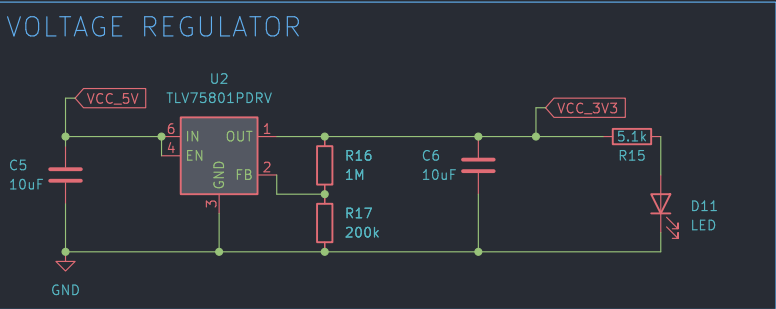 VOLTAGE REGULATOR
U2
TLV75801PDRV
VCC_5V
VCC_3V3
6 IN
OUT 1
4 EN
FB 2
GND
3
C5
10uF
R16
1M
R17
200k
C6
10uF
5.1k
R15
D11
LED
GND